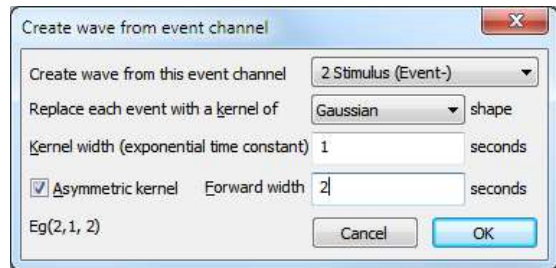 Create wave from event channel
Create wave from this event channel 2 Stimulus (Event-)
Replace each event with a kernel of Gaussian shape
Kernel width (exponential time constant) 1 seconds
Asymmetric kernel Forward width 2 seconds
Eg(2,1, 2) Cancel OK